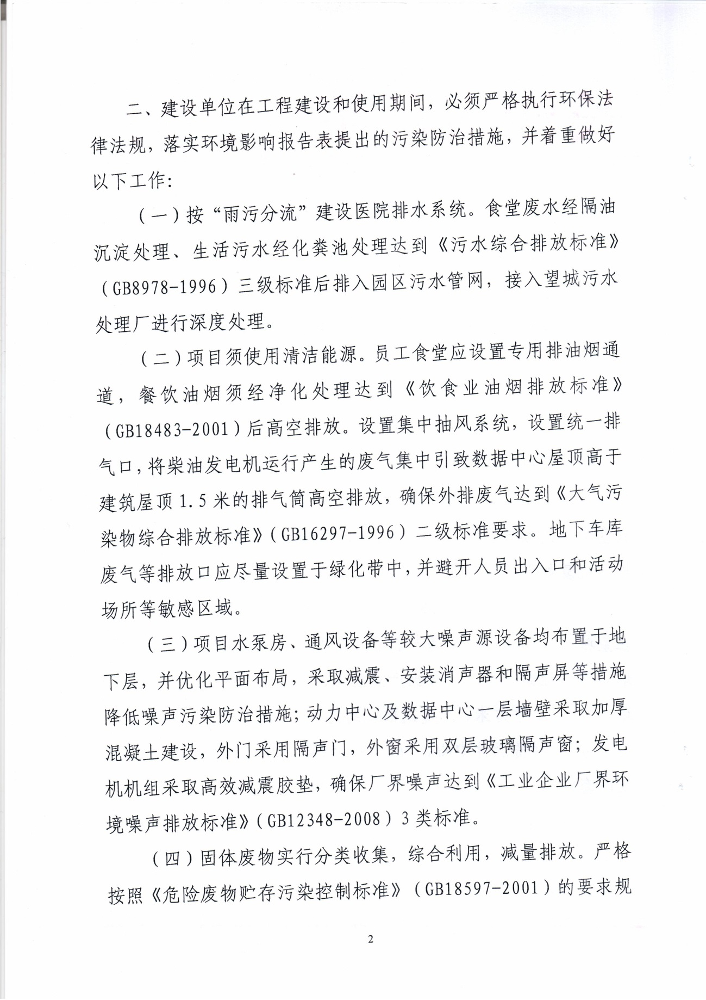 二、建设单位在工程建设和使用期间，必须严格执行环保法
律法规，落实环境影响报告表提出的污染防治措施，并着重做好
以下工作：
（一）按“雨污分流”建设医院排水系统。食堂废水经隔油
沉淀处理、生活污水经化粪池处理达到《污水综合排放标准》
（GB8978-1996）三级标准后排入园区污水管网，接入望城污水
处理厂进行深度处理。
（二）项目须使用清洁能源。员工食堂应设置专用排油烟通
道，餐饮油烟须经净化处理达到《饮食业油烟排放标准》
（GB18483-2001）后高空排放。设置集中抽风系统，设置统一排
气口，将柴油发电机运行产生的废气集中引致数据中心屋顶高于
建筑屋顶 1.5 米的排气筒高空排放，确保外排废气达到《大气污
染物综合排放标准》（GB16297-1996）二级标准要求。地下车库
废气等排放口应尽量设置于绿化带中，并避开人员出入口和活动
场所等敏感区域。
（三）项目水泵房、通风设备等较大噪声源设备均布置于地
下层，并优化平面布局，采取减震、安装消声器和隔声屏等措施
降低噪声污染防治措施；动力中心及数据中心一层墙壁采取加厚
混凝土建设，外门采用隔声门，外窗采用双层玻璃隔声窗；发电
机机组采取高效减震胶垫，确保厂界噪声达到《工业企业厂界环
境噪声排放标准》（GB12348-2008）3 类标准。
（四）固体废物实行分类收集，综合利用，减量排放。严格
按照《危险废物贮存污染控制标准》（GB18597-2001）的要求规
2